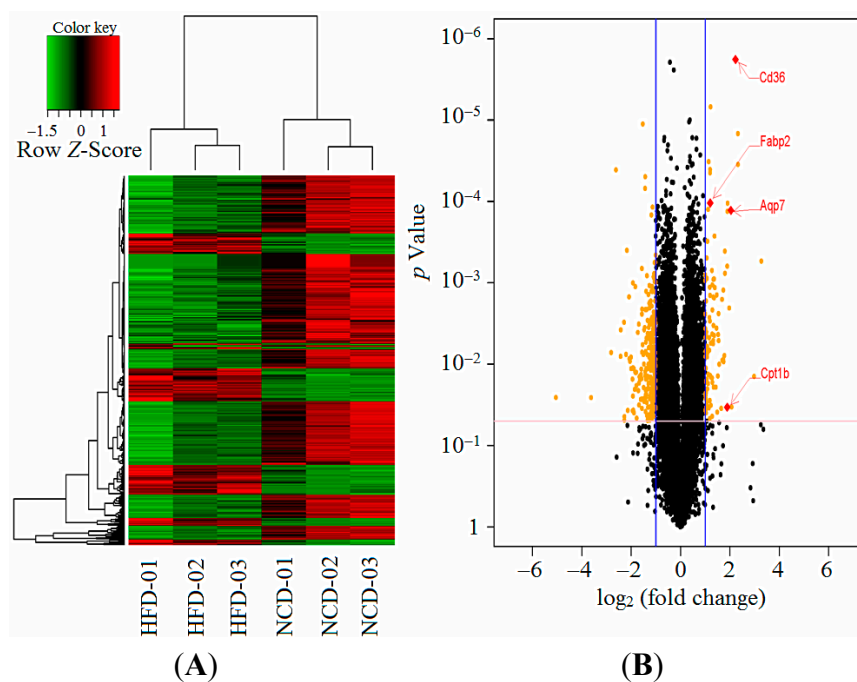 Color key
−1.5 0 1
Row Z-Score
HFD-01
HFD-02
HFD-03
NCD-01
NCD-02
NCD-03
(A)
p Value
10⁻⁶
10⁻⁵
10⁻⁴
10⁻³
10⁻²
10⁻¹
1
Cd36
Fabp2
Aqp7
Cpt1b
−6 −4 −2 0 2 4 6
log₂ (fold change)
(B)